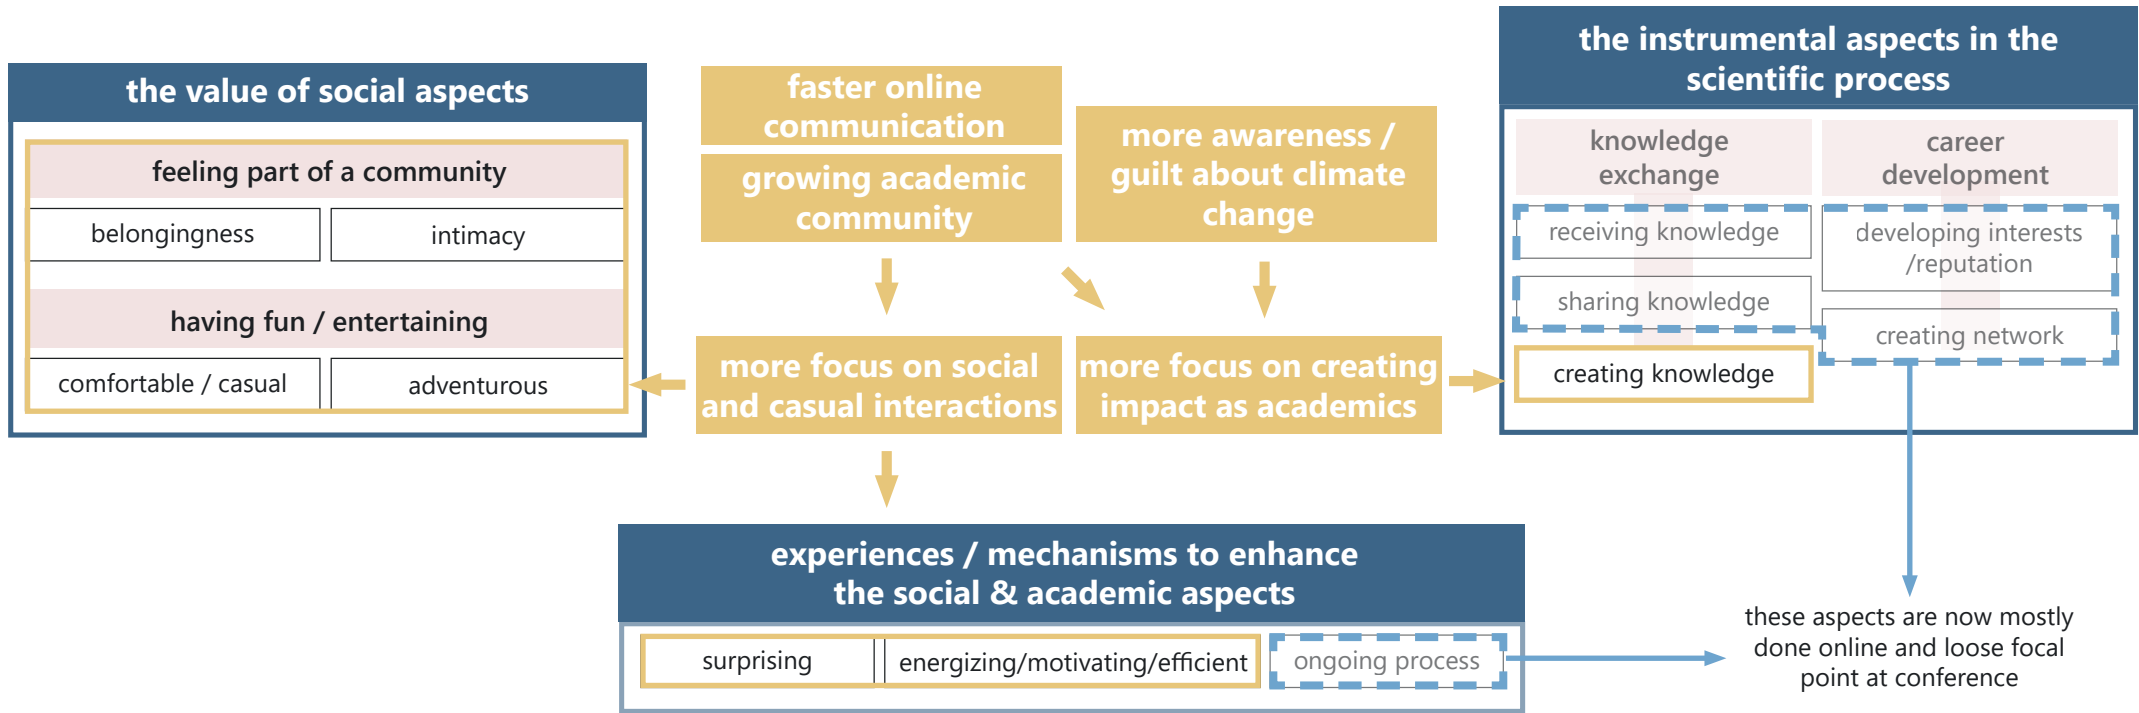 the value of social aspects
feeling part of a community
belongingness
intimacy
having fun / entertaining
comfortable / casual
adventurous
faster online
communication
growing academic
community
more awareness /
guilt about climate
change
more focus on social
and casual interactions
more focus on creating
impact as academics
the instrumental aspects in the
scientific process
knowledge
exchange
career
development
receiving knowledge
developing interests
/reputation
sharing knowledge
creating network
creating knowledge
experiences / mechanisms to enhance
the social & academic aspects
surprising
energizing/motivating/efficient
ongoing process
these aspects are now mostly
done online and loose focal
point at conference